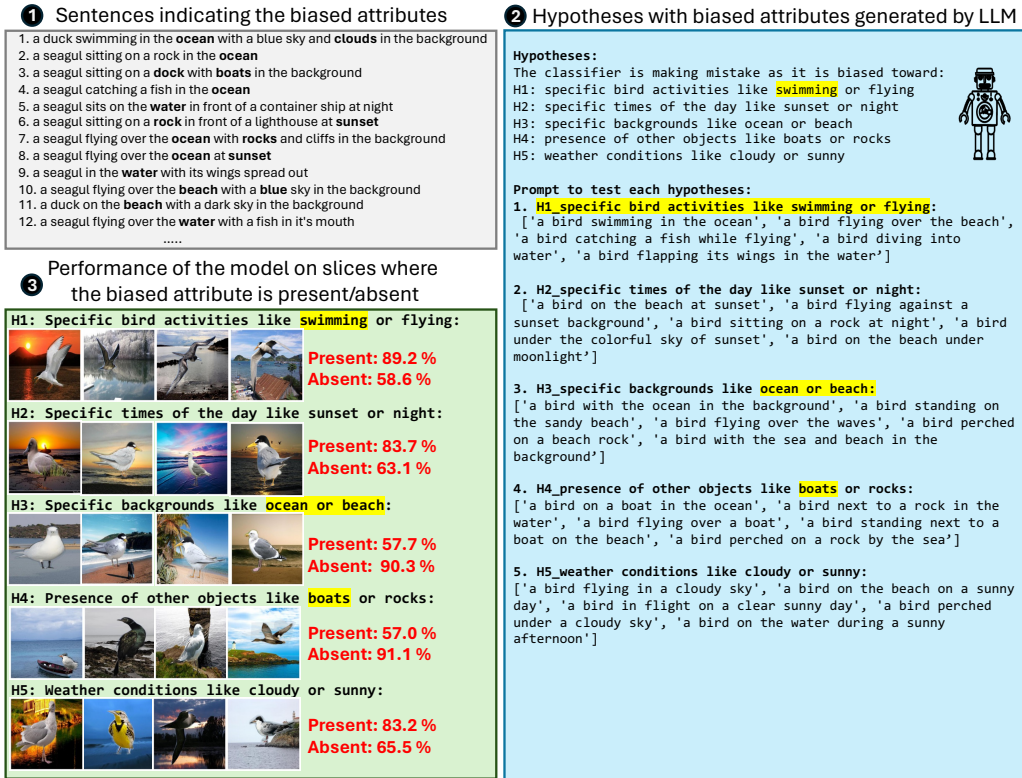 1 Sentences indicating the biased attributes
1. a duck swimming in the ocean with a blue sky and clouds in the background
2. a seagul sitting on a rock in the ocean
3. a seagul sitting on a dock with boats in the background
4. a seagul catching a fish in the ocean
5. a seagul sits on the water in front of a container ship at night
6. a seagul sitting on a rock in front of a lighthouse at sunset
7. a seagul flying over the ocean with rocks and cliffs in the background
8. a seagul flying over the ocean at sunset
9. a seagul in the water with its wings spread out
10. a seagul flying over the beach with a blue sky in the background
11. a duck on the beach with a dark sky in the background
12. a seagul flying over the water with a fish in it's mouth
.....
3 Performance of the model on slices where
the biased attribute is present/absent
H1: Specific bird activities like swimming or flying:
Present: 89.2 %
Absent: 58.6 %
H2: Specific times of the day like sunset or night:
Present: 83.7 %
Absent: 63.1 %
H3: Specific backgrounds like ocean or beach:
Present: 57.7 %
Absent: 90.3 %
H4: Presence of other objects like boats or rocks:
Present: 57.0 %
Absent: 91.1 %
H5: Weather conditions like cloudy or sunny:
Present: 83.2 %
Absent: 65.5 %
2 Hypotheses with biased attributes generated by LLM
Hypotheses:
The classifier is making mistake as it is biased toward:
H1: specific bird activities like swimming or flying
H2: specific times of the day like sunset or night
H3: specific backgrounds like ocean or beach
H4: presence of other objects like boats or rocks
H5: weather conditions like cloudy or sunny
Prompt to test each hypotheses:
1. H1_specific bird activities like swimming or flying:
['a bird swimming in the ocean', 'a bird flying over the beach',
'a bird catching a fish while flying', 'a bird diving into
water', 'a bird flapping its wings in the water’]
2. H2_specific times of the day like sunset or night:
['a bird on the beach at sunset', 'a bird flying against a
sunset background', 'a bird sitting on a rock at night', 'a bird
under the colorful sky of sunset', 'a bird on the beach under
moonlight’]
3. H3_specific backgrounds like ocean or beach:
['a bird with the ocean in the background', 'a bird standing on
the sandy beach', 'a bird flying over the waves', 'a bird perched
on a beach rock', 'a bird with the sea and beach in the
background’]
4. H4_presence of other objects like boats or rocks:
['a bird on a boat in the ocean', 'a bird next to a rock in the
water', 'a bird flying over a boat', 'a bird standing next to a
boat on the beach', 'a bird perched on a rock by the sea’]
5. H5_weather conditions like cloudy or sunny:
['a bird flying in a cloudy sky', 'a bird on the beach on a sunny
day', 'a bird in flight on a clear sunny day', 'a bird perched
under a cloudy sky', 'a bird on the water during a sunny
afternoon']